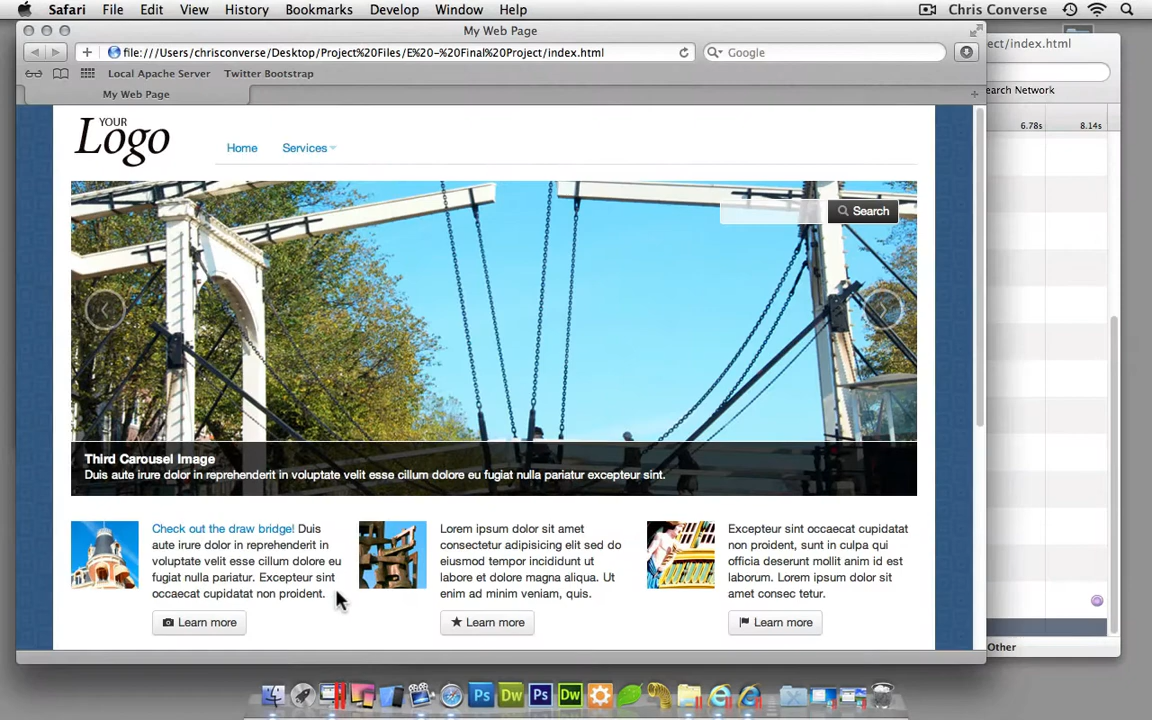 Safari File Edit View History Bookmarks Develop Window Help Chris Converse
My Web Page
file:///Users/chrisconverse/Desktop/Project%20Files/E%20-%20Final%20Project/index.html
Google
ect/index.html
Local Apache Server Twitter Bootstrap
earch Network
My Web Page
6.78s 8.14s
YOUR
Logo
Home Services
Search
Third Carousel Image
Duis aute irure dolor in reprehenderit in voluptate velit esse cillum dolore eu fugiat nulla pariatur excepteur sint.
Check out the draw bridge! Duis
aute irure dolor in reprehenderit in
voluptate velit esse cillum dolore eu
fugiat nulla pariatur. Excepteur sint
occaecat cupidatat non proident.
Learn more
Lorem ipsum dolor sit amet
consectetur adipisicing elit sed do
eiusmod tempor incididunt ut
labore et dolore magna aliqua. Ut
enim ad minim veniam, quis.
Learn more
Excepteur sint occaecat cupidatat
non proident, sunt in culpa qui
officia deserunt mollit anim id est
laborum. Lorem ipsum dolor sit
amet consec tetur.
Learn more
Other
Ps Dw Ps Dw